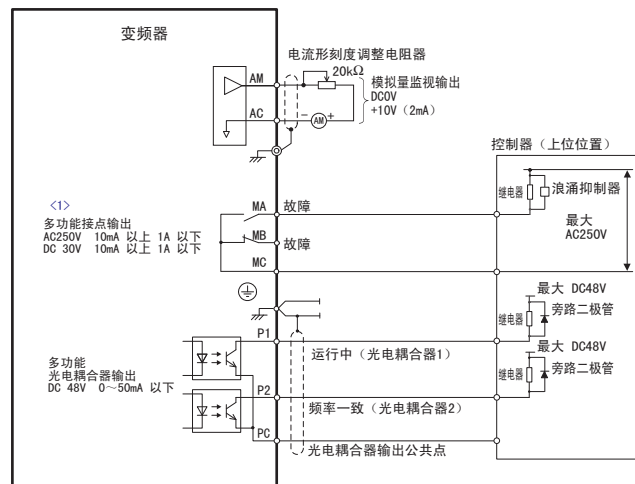 变频器
电流形刻度调整电阻器
AM
20kΩ
模拟量监视输出
DC0V
+10V（2mA）
AC
－
AM
+
控制器（上位位置）
<1>
多功能接点输出
AC250V 10mA 以上 1A 以下
DC 30V 10mA 以上 1A 以下
MA
故障
继电器
浪涌抑制器
MB
故障
最大
AC250V
MC
最大 DC48V
继电器
旁路二极管
P1
运行中（光电耦合器1）
最大 DC48V
多功能
光电耦合器输出
DC 48V 0～50mA 以下
继电器
旁路二极管
P2
频率一致（光电耦合器2）
PC
光电耦合器输出公共点